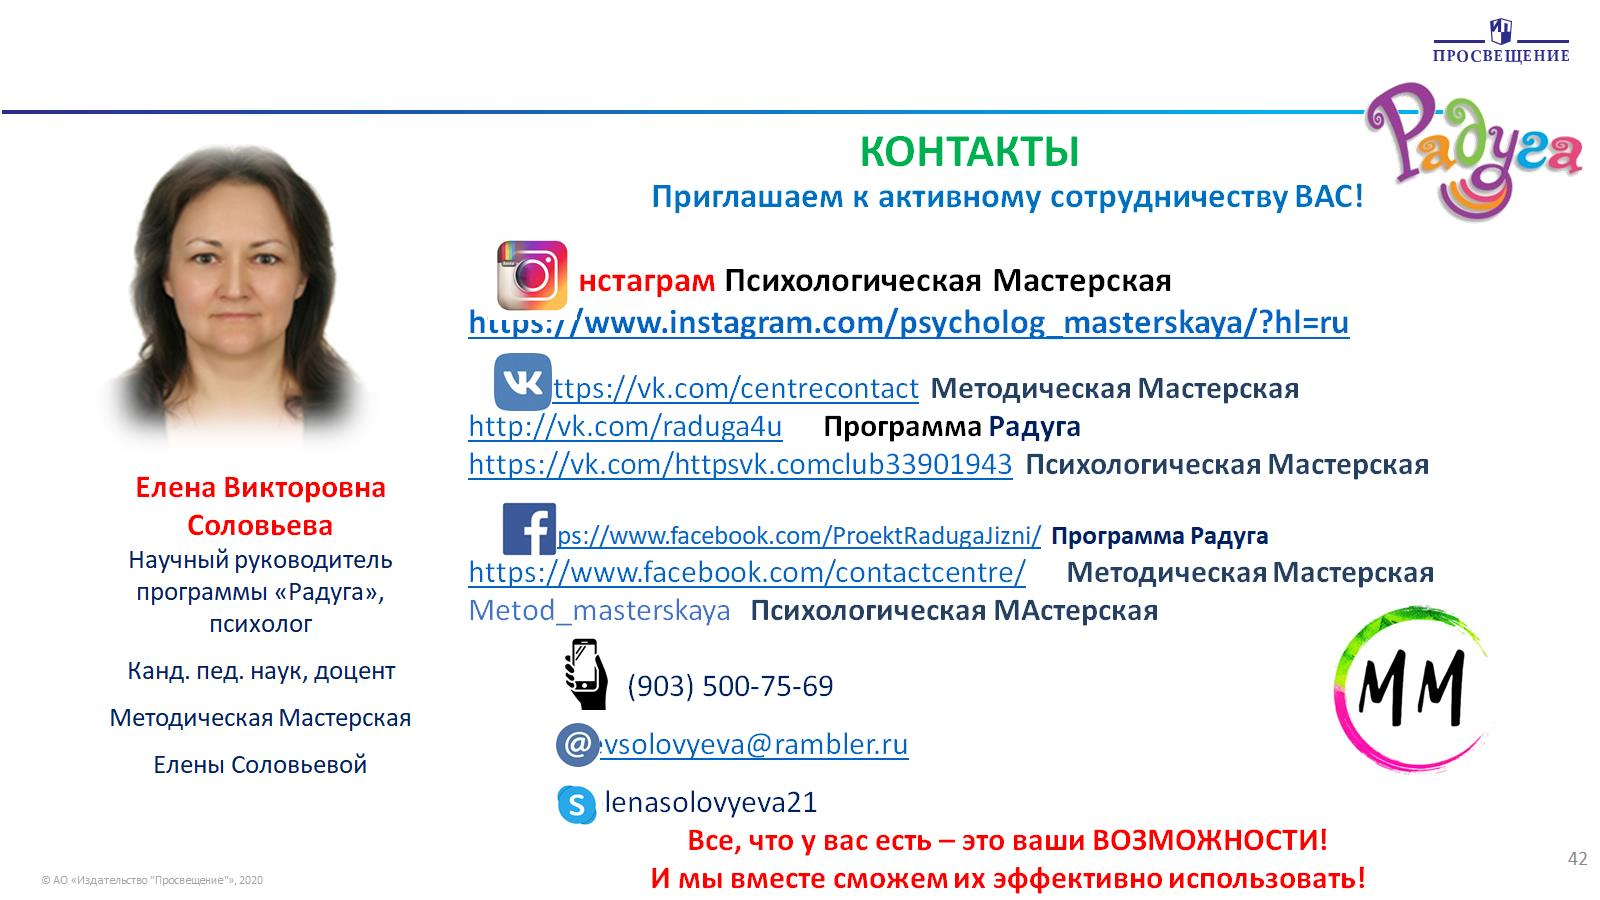 ПРОСВЕЩЕНИЕ
Радуга
КОНТАКТЫ
Приглашаем к активному сотрудничеству ВАС!
нстаграм Психологическая Мастерская
https://www.instagram.com/psycholog_masterskaya/?hl=ru
ttps://vk.com/centrecontact Методическая Мастерская
http://vk.com/raduga4u Программа Радуга
https://vk.com/httpsvk.comclub33901943 Психологическая Мастерская
ps://www.facebook.com/ProektRadugaJizni/ Программа Радуга
https://www.facebook.com/contactcentre/ Методическая Мастерская
Metod_masterskaya Психологическая МАстерская
(903) 500-75-69
evsolovyeva@rambler.ru
lenasolovyeva21
Все, что у вас есть – это ваши ВОЗМОЖНОСТИ!
И мы вместе сможем их эффективно использовать!
Елена Викторовна
Соловьева
Научный руководитель
программы «Радуга»,
психолог
Канд. пед. наук, доцент
Методическая Мастерская
Елены Соловьевой
ММ
© АО «Издательство "Просвещение"», 2020
42